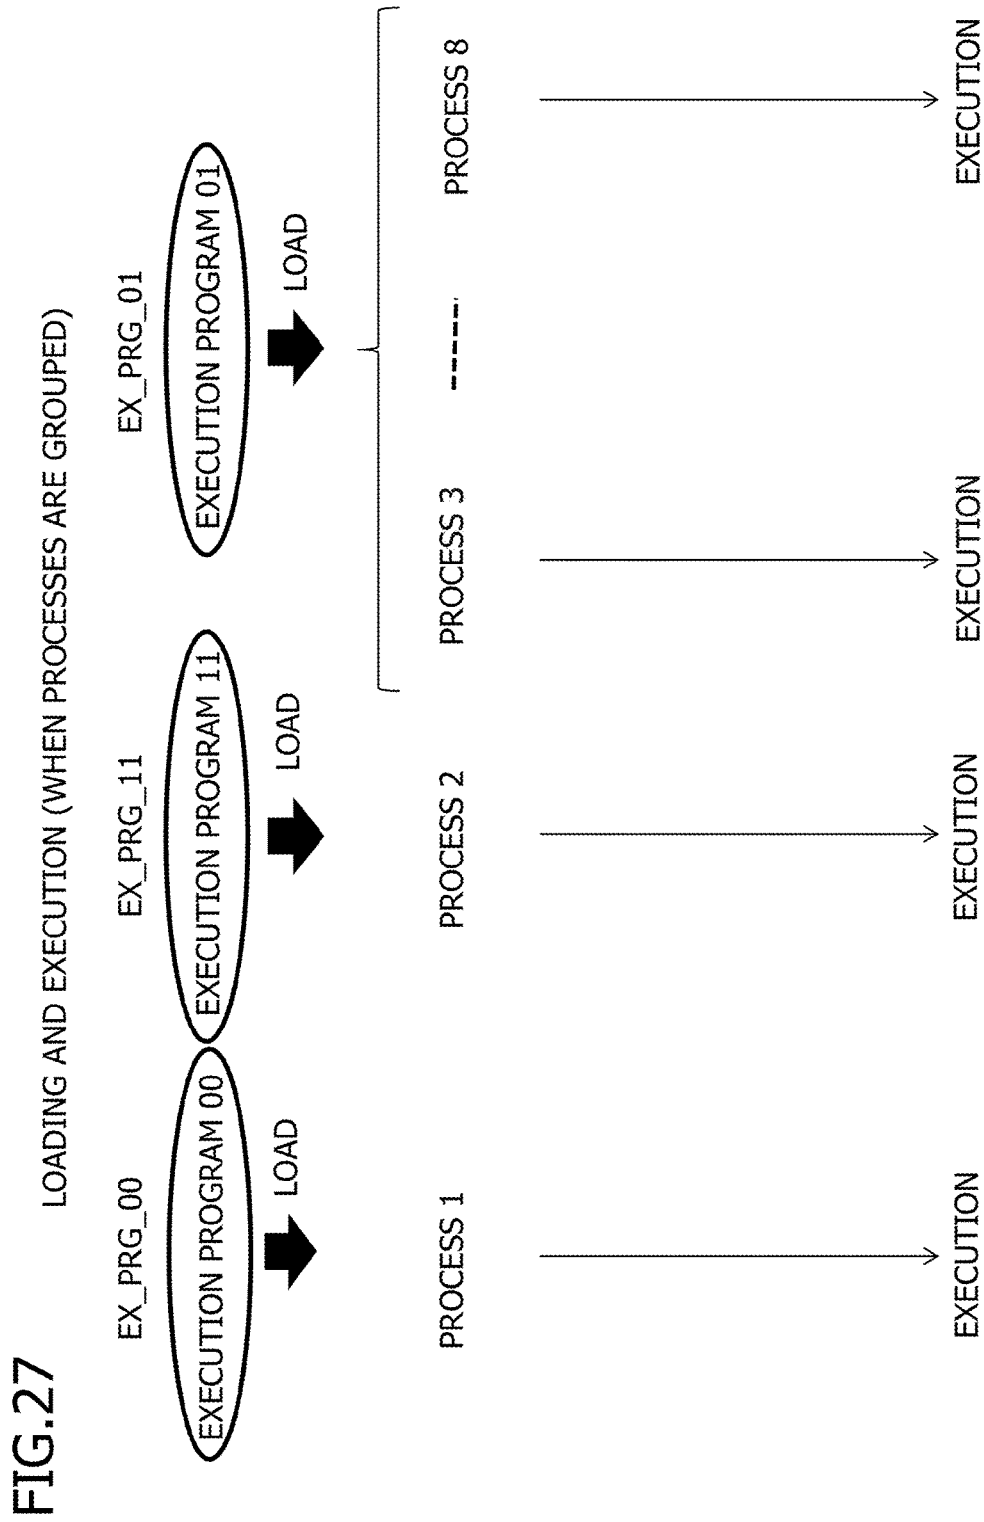 FIG.27
LOADING AND EXECUTION (WHEN PROCESSES ARE GROUPED)
EX_PRG_00
EX_PRG_11
EX_PRG_01
EXECUTION PROGRAM 00
EXECUTION PROGRAM 11
EXECUTION PROGRAM 01
LOAD
LOAD
LOAD
PROCESS 1
PROCESS 2
PROCESS 3
PROCESS 8
EXECUTION
EXECUTION
EXECUTION
EXECUTION